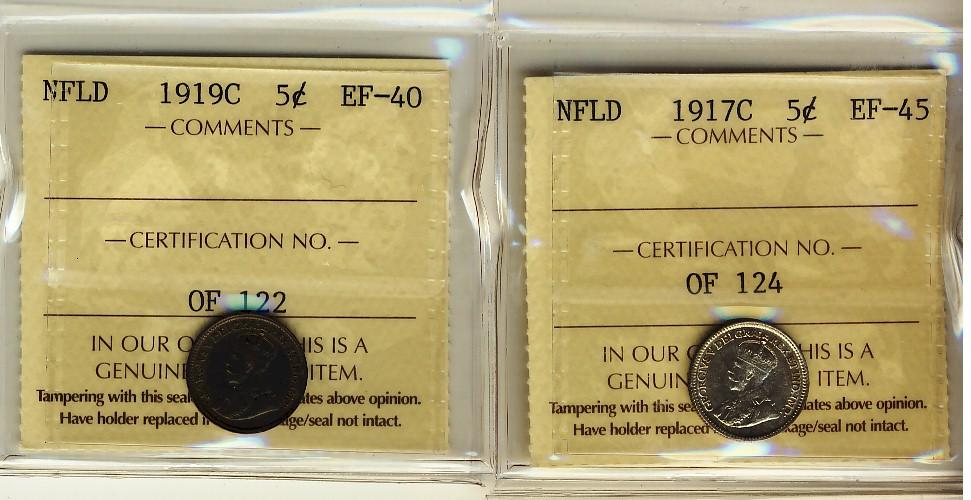 NFLD 1919C 5¢ EF-40
— COMMENTS —
—CERTIFICATION NO. —
OF 122
IN OUR O HIS IS A
GENUIN ITEM.
Tampering with this seal ates above opinion.
Have holder replaced i age/seal not intact.
NFLD 1917C 5¢ EF-45
— COMMENTS —
—CERTIFICATION NO. —
OF 124
IN OUR HIS IS A
GENUIN ITEM.
Tampering with this sea ates above opinion.
Have holder replaced kage/seal not intact.